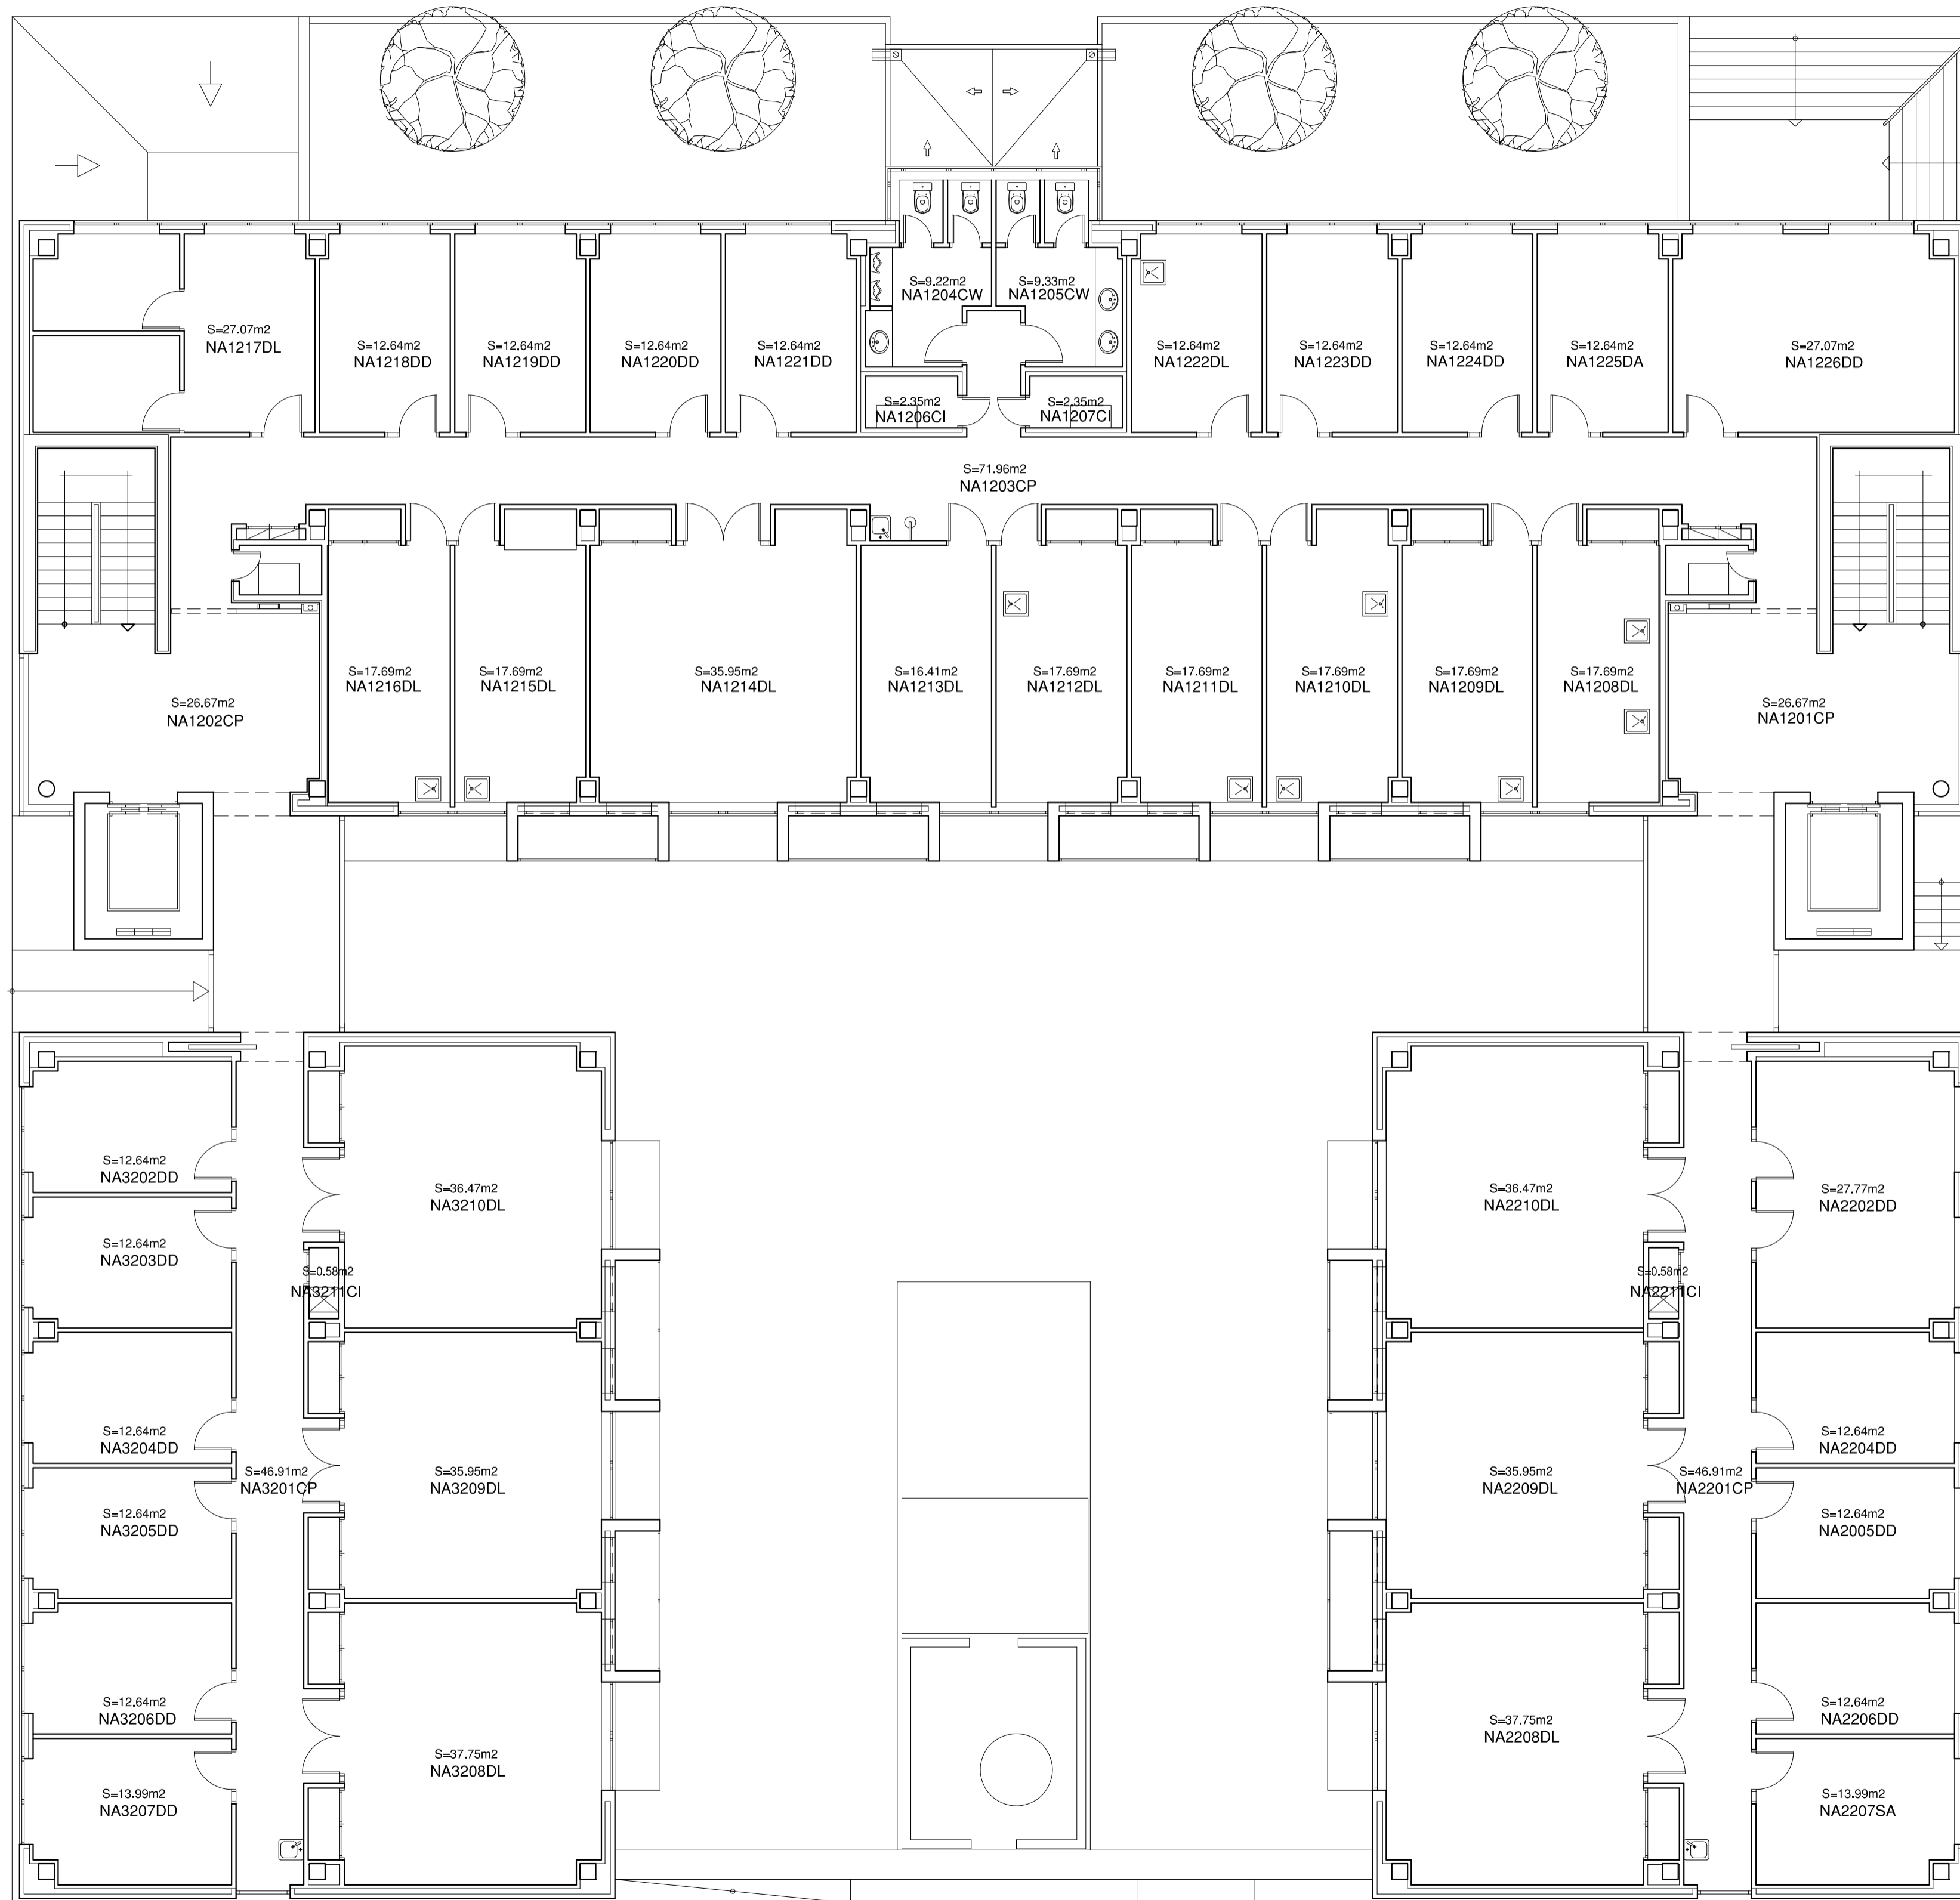 S=9.22m2
NA1204CW
S=9.33m2
NA1205CW
S=27.07m2
NA1217DL
S=12.64m2
NA1218DD
S=12.64m2
NA1219DD
S=12.64m2
NA1220DD
S=12.64m2
NA1221DD
S=12.64m2
NA1222DL
S=12.64m2
NA1223DD
S=12.64m2
NA1224DD
S=12.64m2
NA1225DA
S=27.07m2
NA1226DD
S=2.35m2
NA1206CI
S=2.35m2
NA1207CI
S=71.96m2
NA1203CP
S=17.69m2
NA1216DL
S=17.69m2
NA1215DL
S=35.95m2
NA1214DL
S=16.41m2
NA1213DL
S=17.69m2
NA1212DL
S=17.69m2
NA1211DL
S=17.69m2
NA1210DL
S=17.69m2
NA1209DL
S=17.69m2
NA1208DL
S=26.67m2
NA1202CP
S=26.67m2
NA1201CP
S=12.64m2
NA3202DD
S=36.47m2
NA3210DL
S=36.47m2
NA2210DL
S=27.77m2
NA2202DD
S=12.64m2
NA3203DD
S=0.58m2
NA3211CI
S=0.58m2
NA2211CI
S=12.64m2
NA3204DD
S=46.91m2
NA3201CP
S=35.95m2
NA3209DL
S=35.95m2
NA2209DL
S=46.91m2
NA2201CP
S=12.64m2
NA2204DD
S=12.64m2
NA3205DD
S=12.64m2
NA2005DD
S=12.64m2
NA3206DD
S=37.75m2
NA3208DL
S=37.75m2
NA2208DL
S=12.64m2
NA2206DD
S=13.99m2
NA3207DD
S=13.99m2
NA2207SA